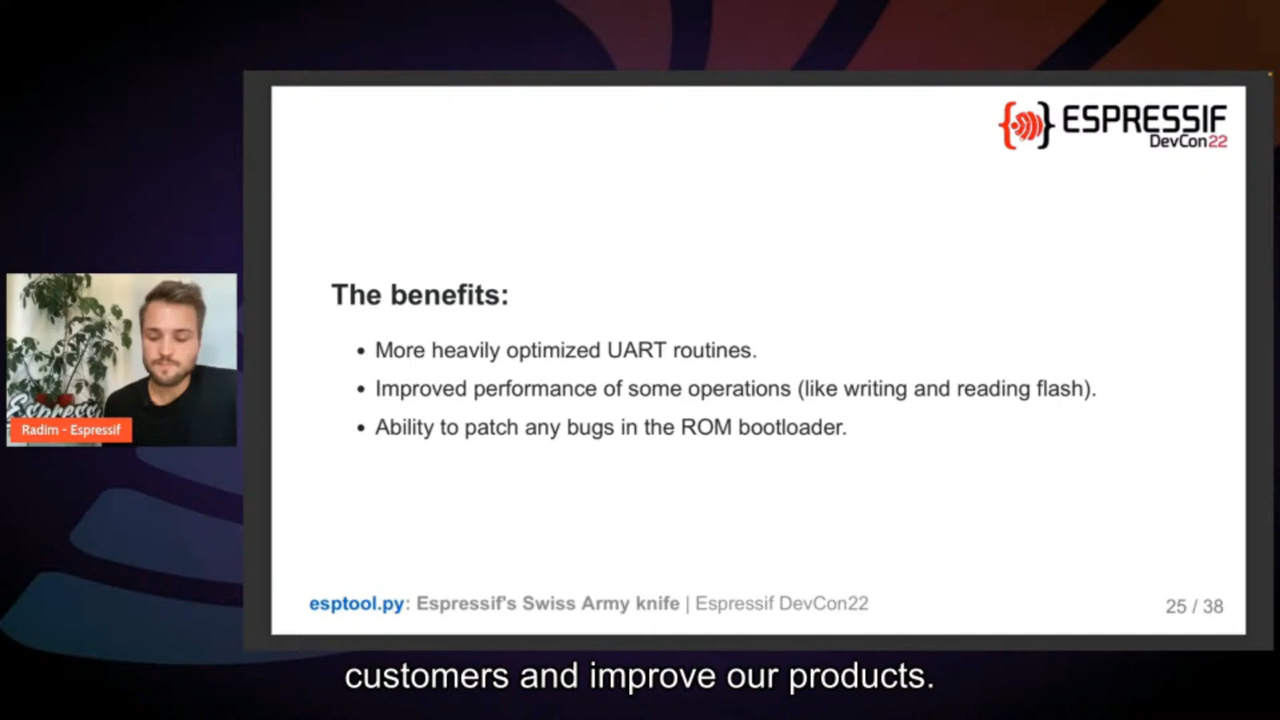 ESPRESSIF
DevCon22
The benefits:
• More heavily optimized UART routines.
• Improved performance of some operations (like writing and reading flash).
• Ability to patch any bugs in the ROM bootloader.
Espress
Radim - Espressif
esptool.py: Espressif's Swiss Army knife | Espressif DevCon22
25 / 38
customers and improve our products.